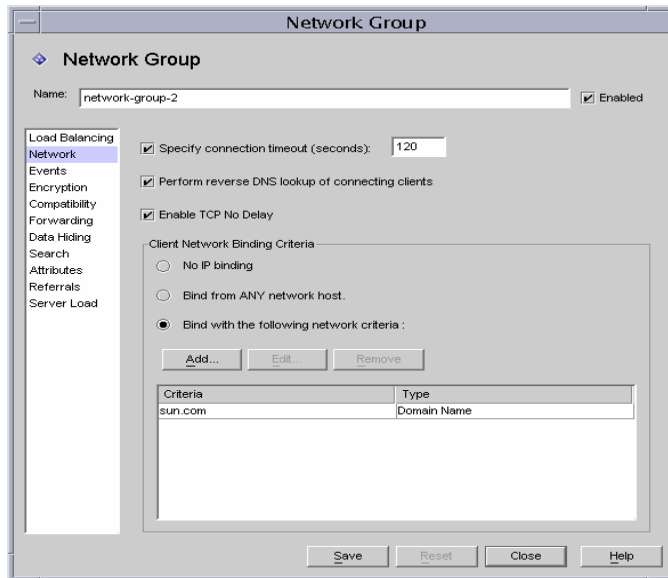 Network Group
Network Group
Name: network-group-2 Enabled
Load Balancing
Network
Events
Encryption
Compatibility
Forwarding
Data Hiding
Search
Attributes
Referrals
Server Load
Specify connection timeout (seconds): 120
Perform reverse DNS lookup of connecting clients
Enable TCP No Delay
Client Network Binding Criteria
No IP binding
Bind from ANY network host.
Bind with the following network criteria :
Add... Edit... Remove
Criteria Type
sun.com Domain Name
Save Reset Close Help